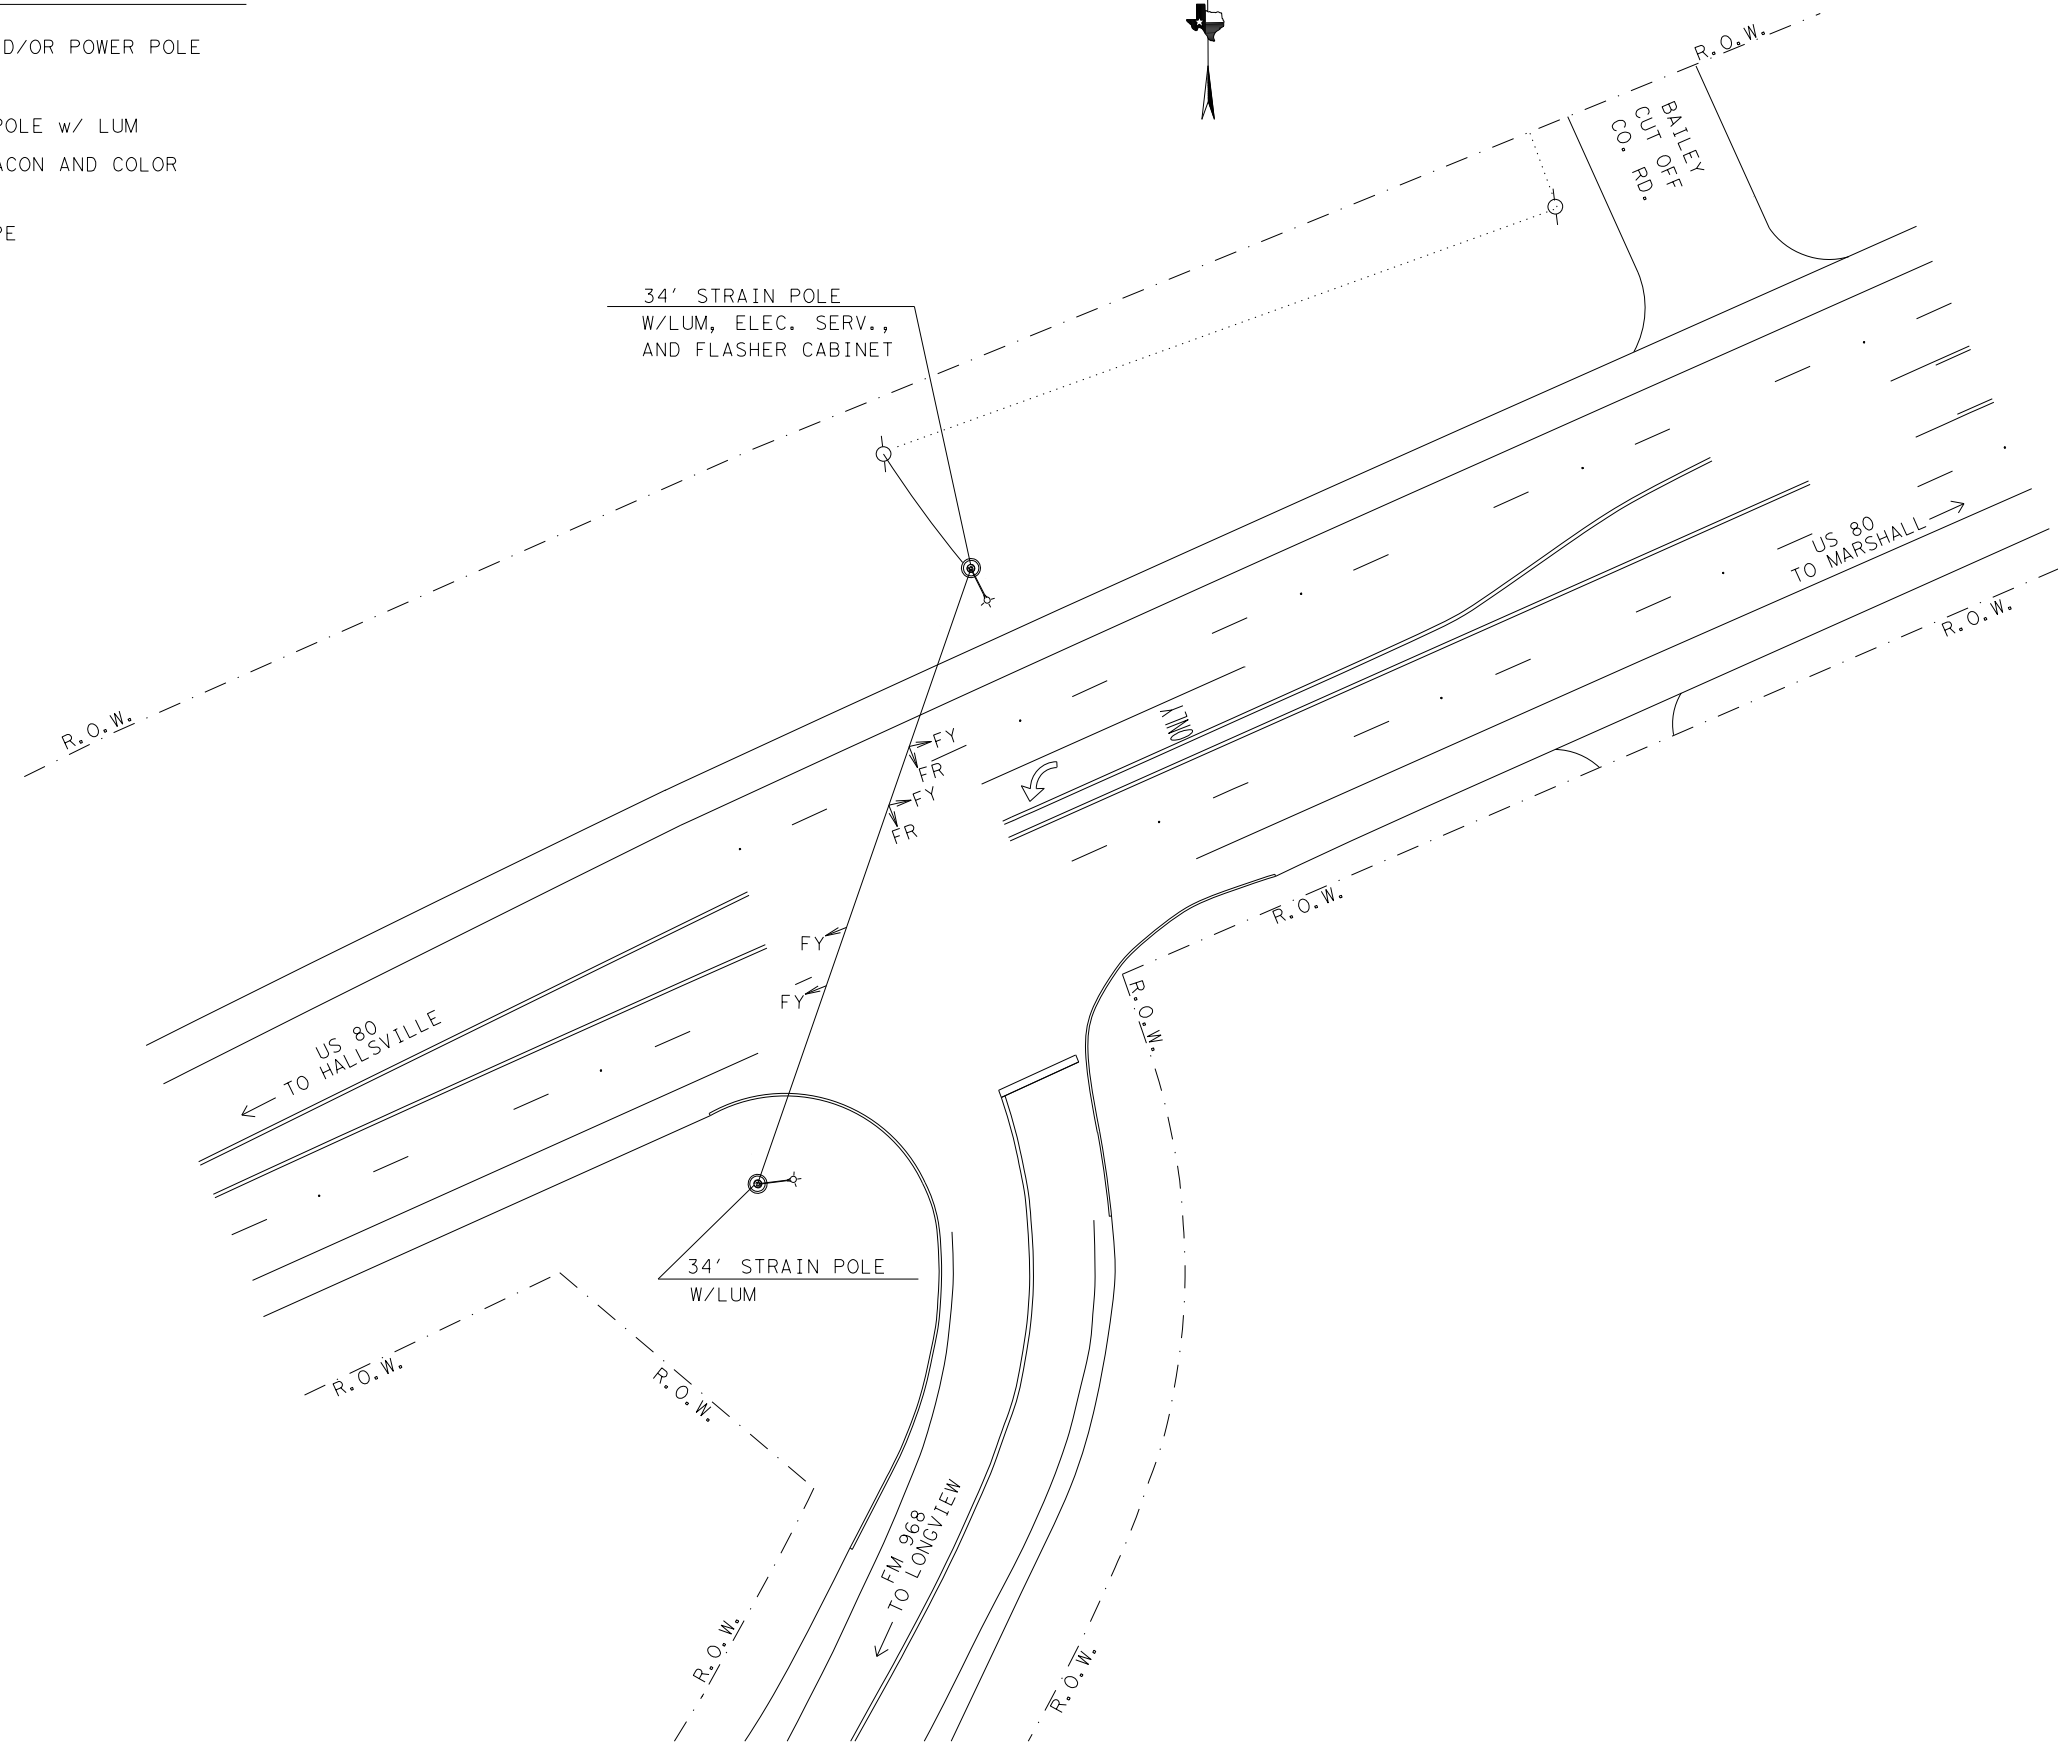 D/OR POWER POLE
POLE w/ LUM
ACON AND COLOR
PE
R.O.W.
BAILEY
CUT OFF
CO. RD.
34' STRAIN POLE
W/LUM, ELEC. SERV.,
AND FLASHER CABINET
US 80
TO MARSHALL
R.O.W.
R.O.W.
ONLY
FY
FR
FY
FR
R.O.W.
FY
FY
R.O.W.
US 80
TO HALLSVILLE
34' STRAIN POLE
W/LUM
R.O.W.
R.O.W.
FM 968
TO LONGVIEW
R.O.W.
R.O.W.